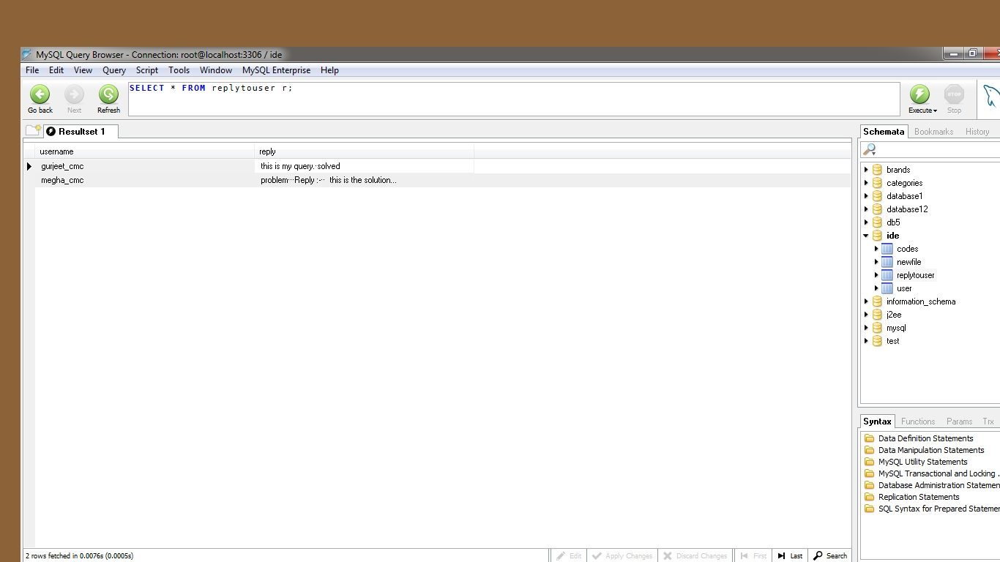 MySQL Query Browser - Connection: root@localhost:3306 / ide
File Edit View Query Script Tools Window MySQL Enterprise Help
SELECT * FROM replytouser r;
Go back Next Refresh Execute STOP Stop
Resultset 1
username reply
gurjeet_cmc this is my query.·solved
megha_cmc problem···Reply :-·· this is the solution...
Schemata Bookmarks History
brands
categories
database1
database12
db5
ide
codes
newfile
replytouser
user
information_schema
j2ee
mysql
test
Syntax Functions Params Trx
Data Definition Statements
Data Manipulation Statements
MySQL Utility Statements
MySQL Transactional and Locking .
Database Administration Statemen
Replication Statements
SQL Syntax for Prepared Statemer
2 rows fetched in 0.0076s (0.0005s) Edit Apply Changes Discard Changes First Last Search